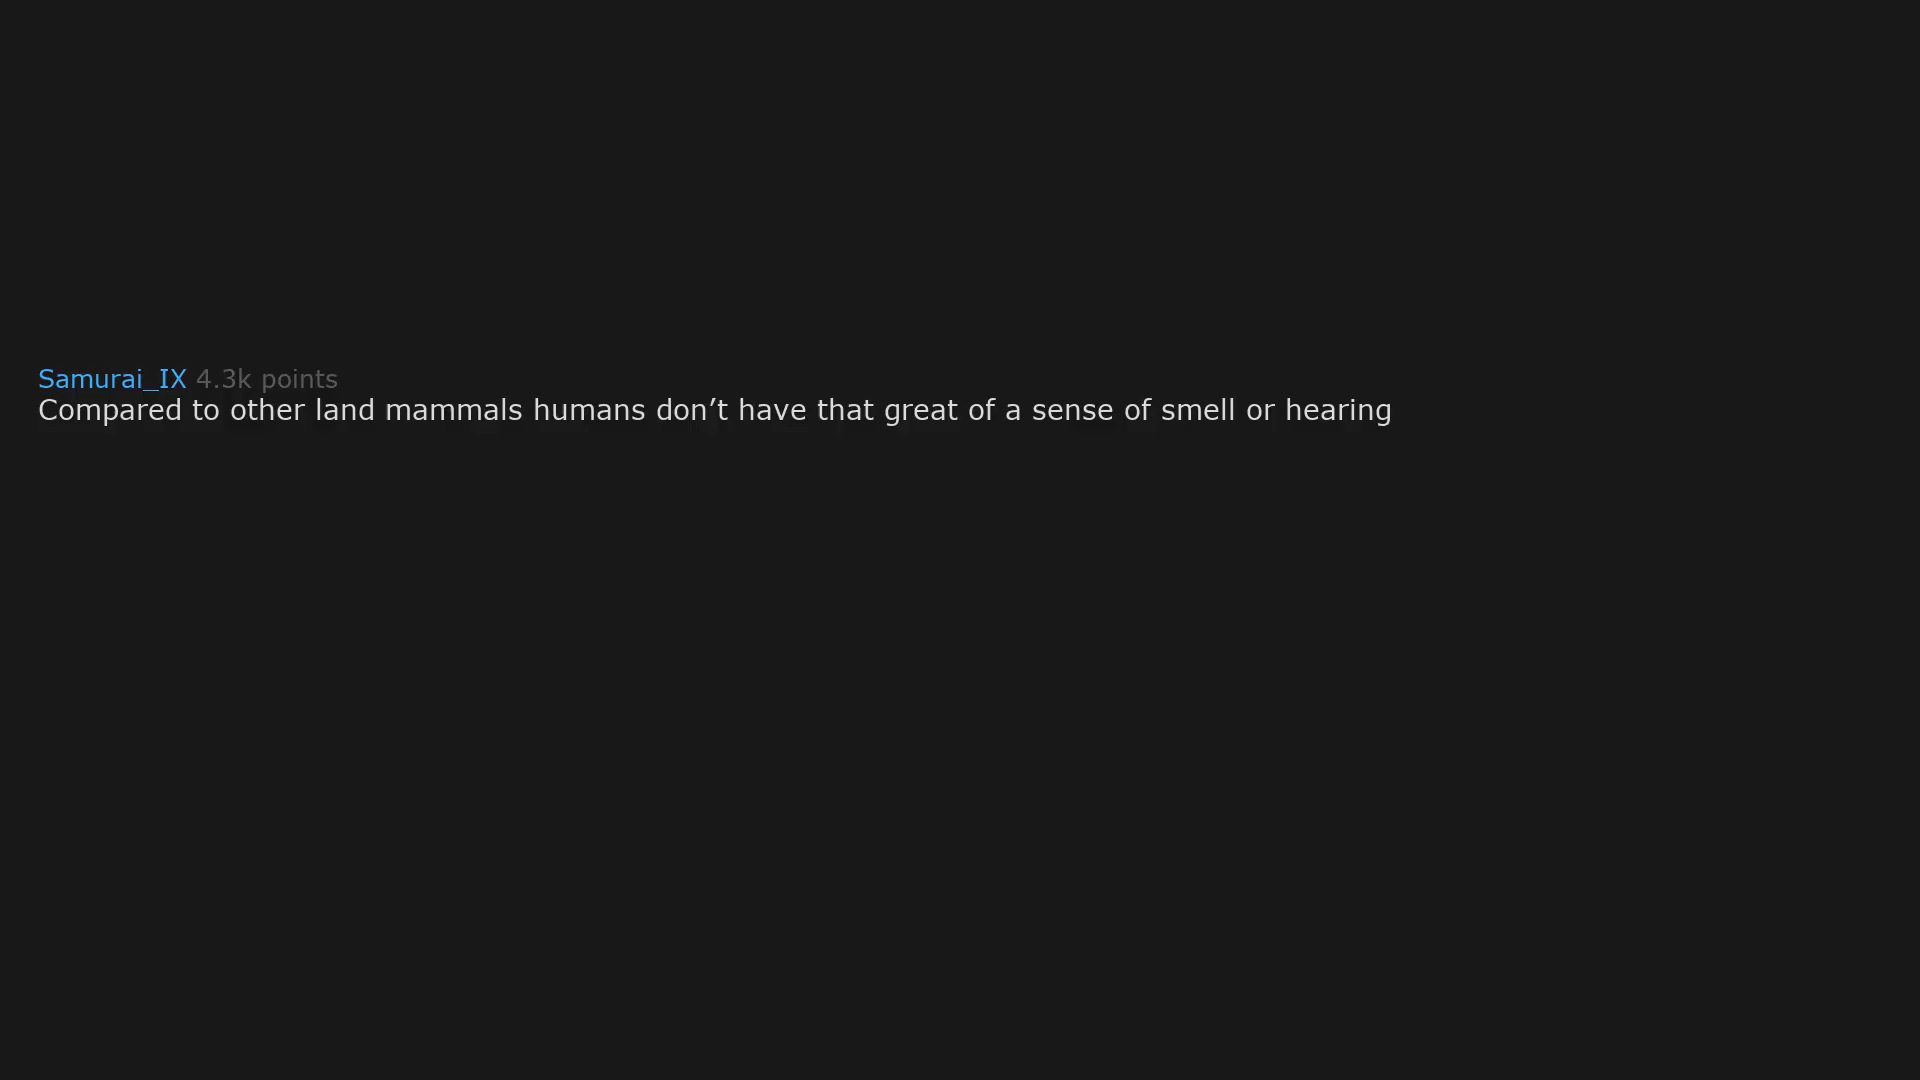 Samurai_IX 4.3k points
Compared to other land mammals humans don’t have that great of a sense of smell or hearing